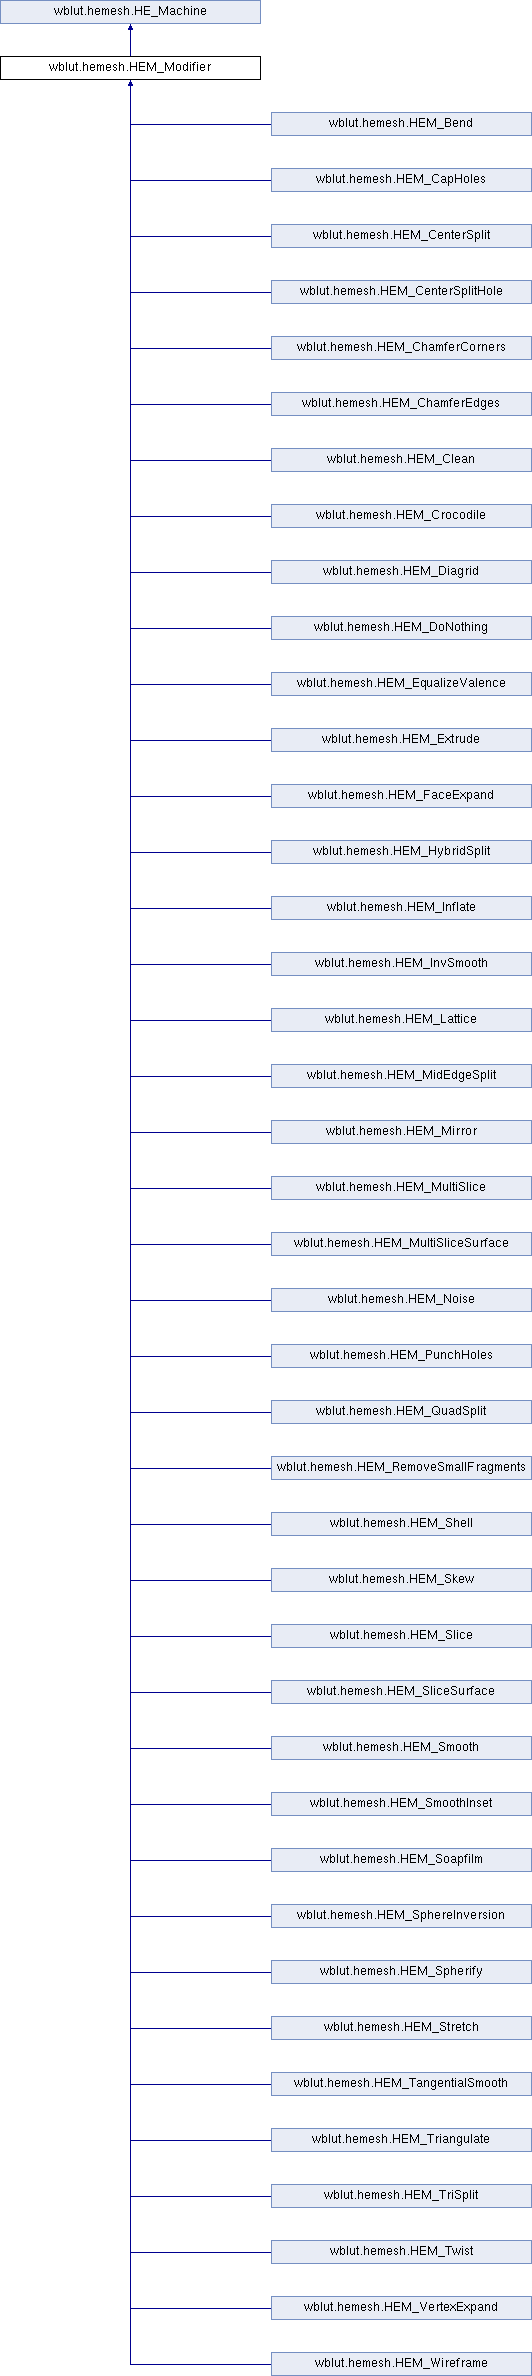 wblut.hemesh.HE_Machine
wblut.hemesh.HEM_Modifier
wblut.hemesh.HEM_Bend
wblut.hemesh.HEM_CapHoles
wblut.hemesh.HEM_CenterSplit
wblut.hemesh.HEM_CenterSplitHole
wblut.hemesh.HEM_ChamferCorners
wblut.hemesh.HEM_ChamferEdges
wblut.hemesh.HEM_Clean
wblut.hemesh.HEM_Crocodile
wblut.hemesh.HEM_Diagrid
wblut.hemesh.HEM_DoNothing
wblut.hemesh.HEM_EqualizeValence
wblut.hemesh.HEM_Extrude
wblut.hemesh.HEM_FaceExpand
wblut.hemesh.HEM_HybridSplit
wblut.hemesh.HEM_Inflate
wblut.hemesh.HEM_InvSmooth
wblut.hemesh.HEM_Lattice
wblut.hemesh.HEM_MidEdgeSplit
wblut.hemesh.HEM_Mirror
wblut.hemesh.HEM_MultiSlice
wblut.hemesh.HEM_MultiSliceSurface
wblut.hemesh.HEM_Noise
wblut.hemesh.HEM_PunchHoles
wblut.hemesh.HEM_QuadSplit
wblut.hemesh.HEM_RemoveSmallFragments
wblut.hemesh.HEM_Shell
wblut.hemesh.HEM_Skew
wblut.hemesh.HEM_Slice
wblut.hemesh.HEM_SliceSurface
wblut.hemesh.HEM_Smooth
wblut.hemesh.HEM_SmoothInset
wblut.hemesh.HEM_Soapfilm
wblut.hemesh.HEM_SphereInversion
wblut.hemesh.HEM_Spherify
wblut.hemesh.HEM_Stretch
wblut.hemesh.HEM_TangentialSmooth
wblut.hemesh.HEM_Triangulate
wblut.hemesh.HEM_TriSplit
wblut.hemesh.HEM_Twist
wblut.hemesh.HEM_VertexExpand
wblut.hemesh.HEM_Wireframe